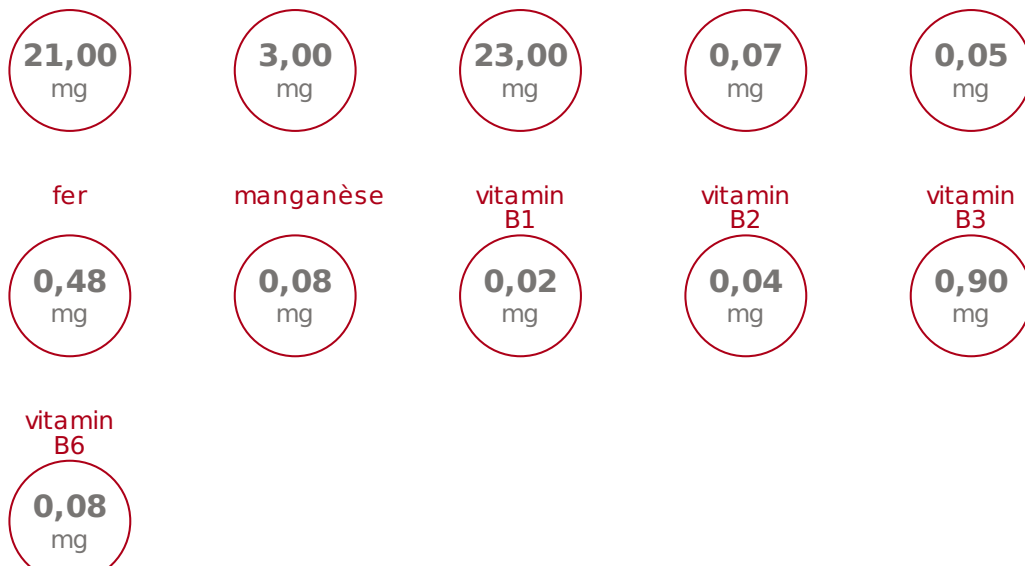 21,00 3,00 23,00 0,07 0,05
mg mg mg mg mg
fer manganèse vitamin vitamin vitamin
B1 B2 B3
0,48 0,08 0,02 0,04 0,90
mg mg mg mg mg
vitamin
B6
0,08
mg